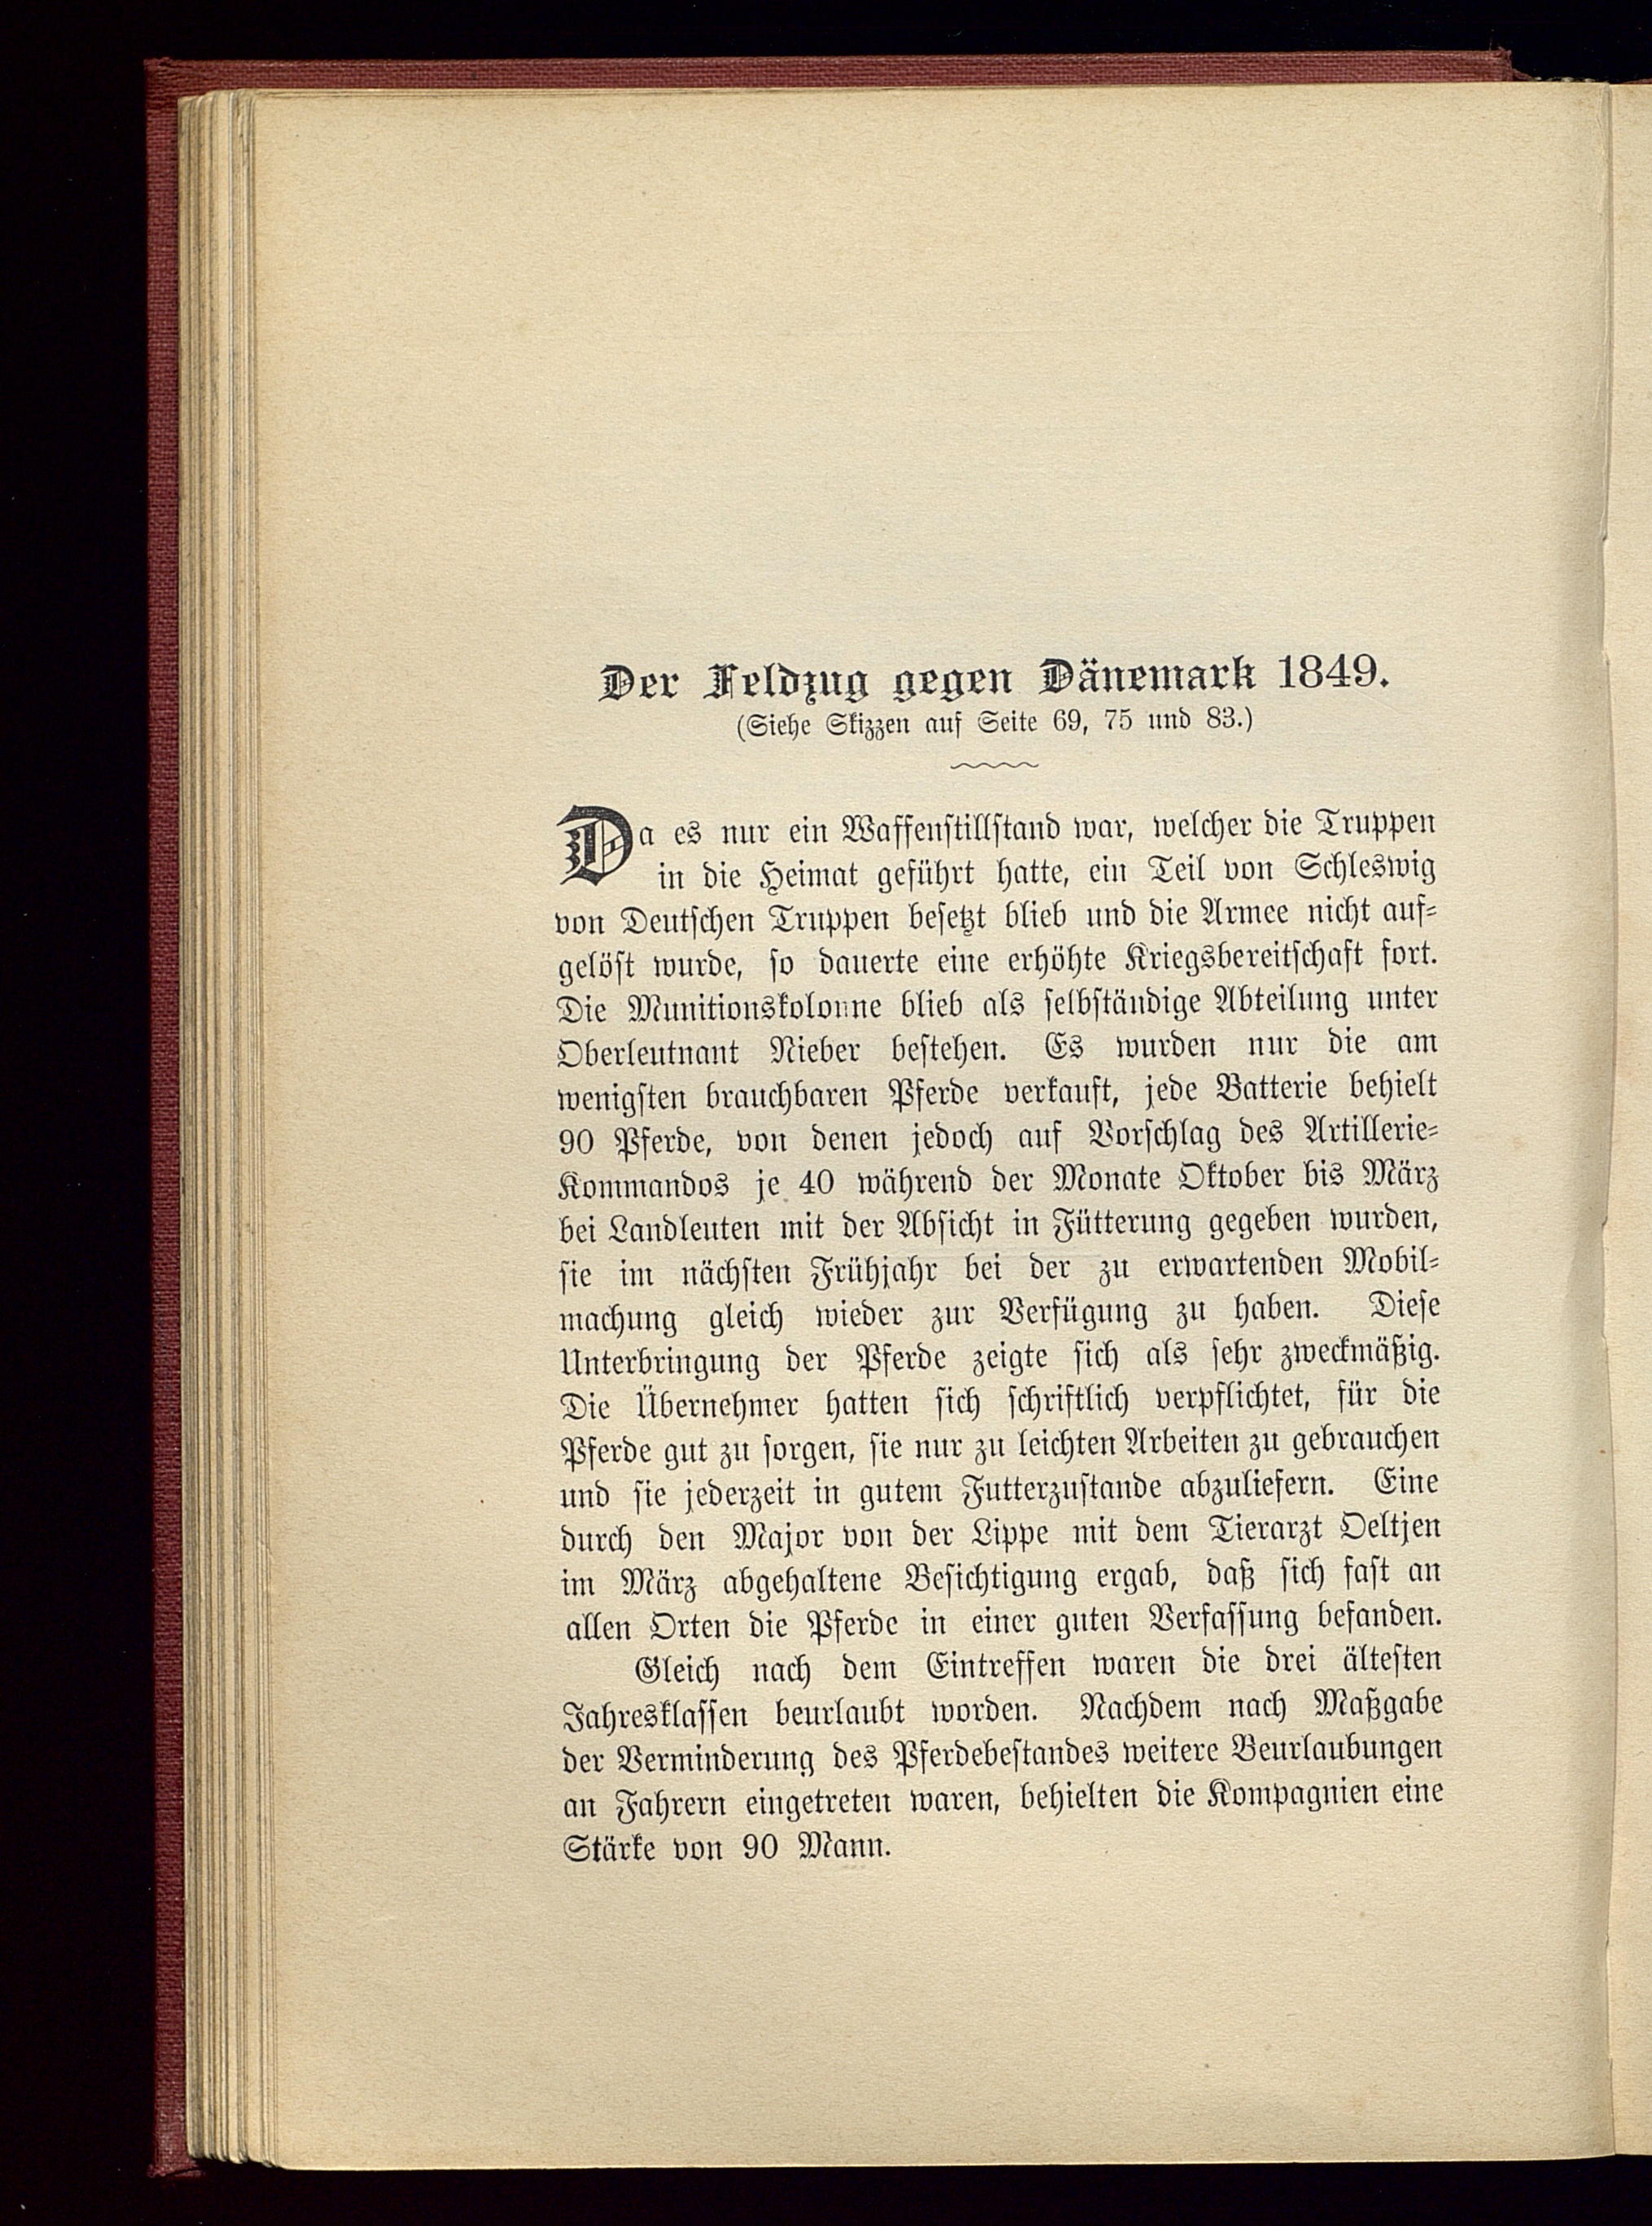 Der Feldzug gegen Dänemark 1849.
(Siehe Skizzen auf Seite 69, 75 und 83.)
Da es nur ein Waffenstillstand war, welcher die Truppen
in die Heimat geführt hatte, ein Teil von Schleswig
von Deutschen Truppen besetzt blieb und die Armee nicht auf-
gelöst wurde, so dauerte eine erhöhte Kriegsbereitschaft fort.
Die Munitionskolonne blieb als selbständige Abteilung unter
Oberleutnant Nieber bestehen. Es wurden nur die am
wenigsten brauchbaren Pferde verkauft, jede Batterie behielt
90 Pferde, von denen jedoch auf Vorschlag des Artillerie-
Kommandos je 40 während der Monate Oktober bis März
bei Landleuten mit der Absicht in Fütterung gegeben wurden,
sie im nächsten Frühjahr bei der zu erwartenden Mobil-
machung gleich wieder zur Verfügung zu haben. Diese
Unterbringung der Pferde zeigte sich als sehr zweckmäßig.
Die Übernehmer hatten sich schriftlich verpflichtet, für die
Pferde gut zu sorgen, sie nur zu leichten Arbeiten zu gebrauchen
und sie jederzeit in gutem Futterzustande abzuliefern. Eine
durch den Major von der Lippe mit dem Tierarzt Oeltjen
im März abgehaltene Besichtigung ergab, daß sich fast an
allen Orten die Pferde in einer guten Verfassung befanden.
Gleich nach dem Eintreffen waren die drei ältesten
Jahresklassen beurlaubt worden. Nachdem nach Maßgabe
der Verminderung des Pferdebestandes weitere Beurlaubungen
an Fahrern eingetreten waren, behielten die Kompagnien eine
Stärke von 90 Mann.